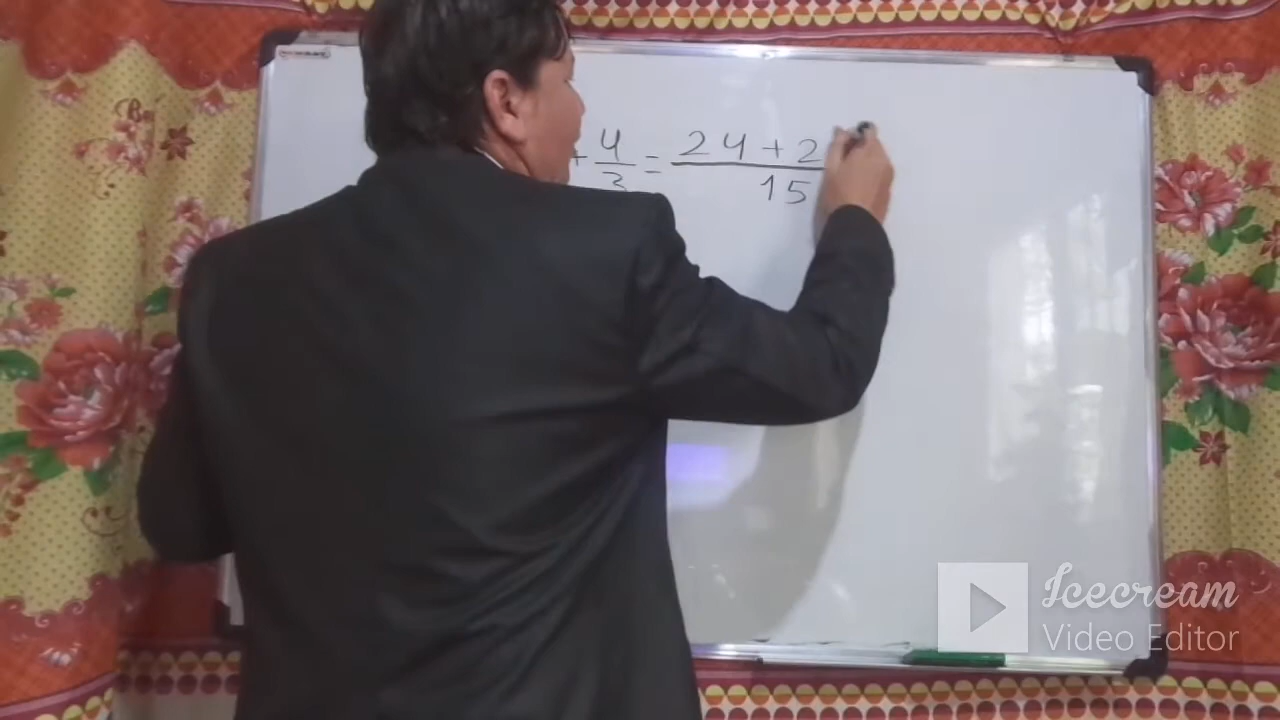 + 4/3 = 24 + 2/15
Icecream
Video Editor